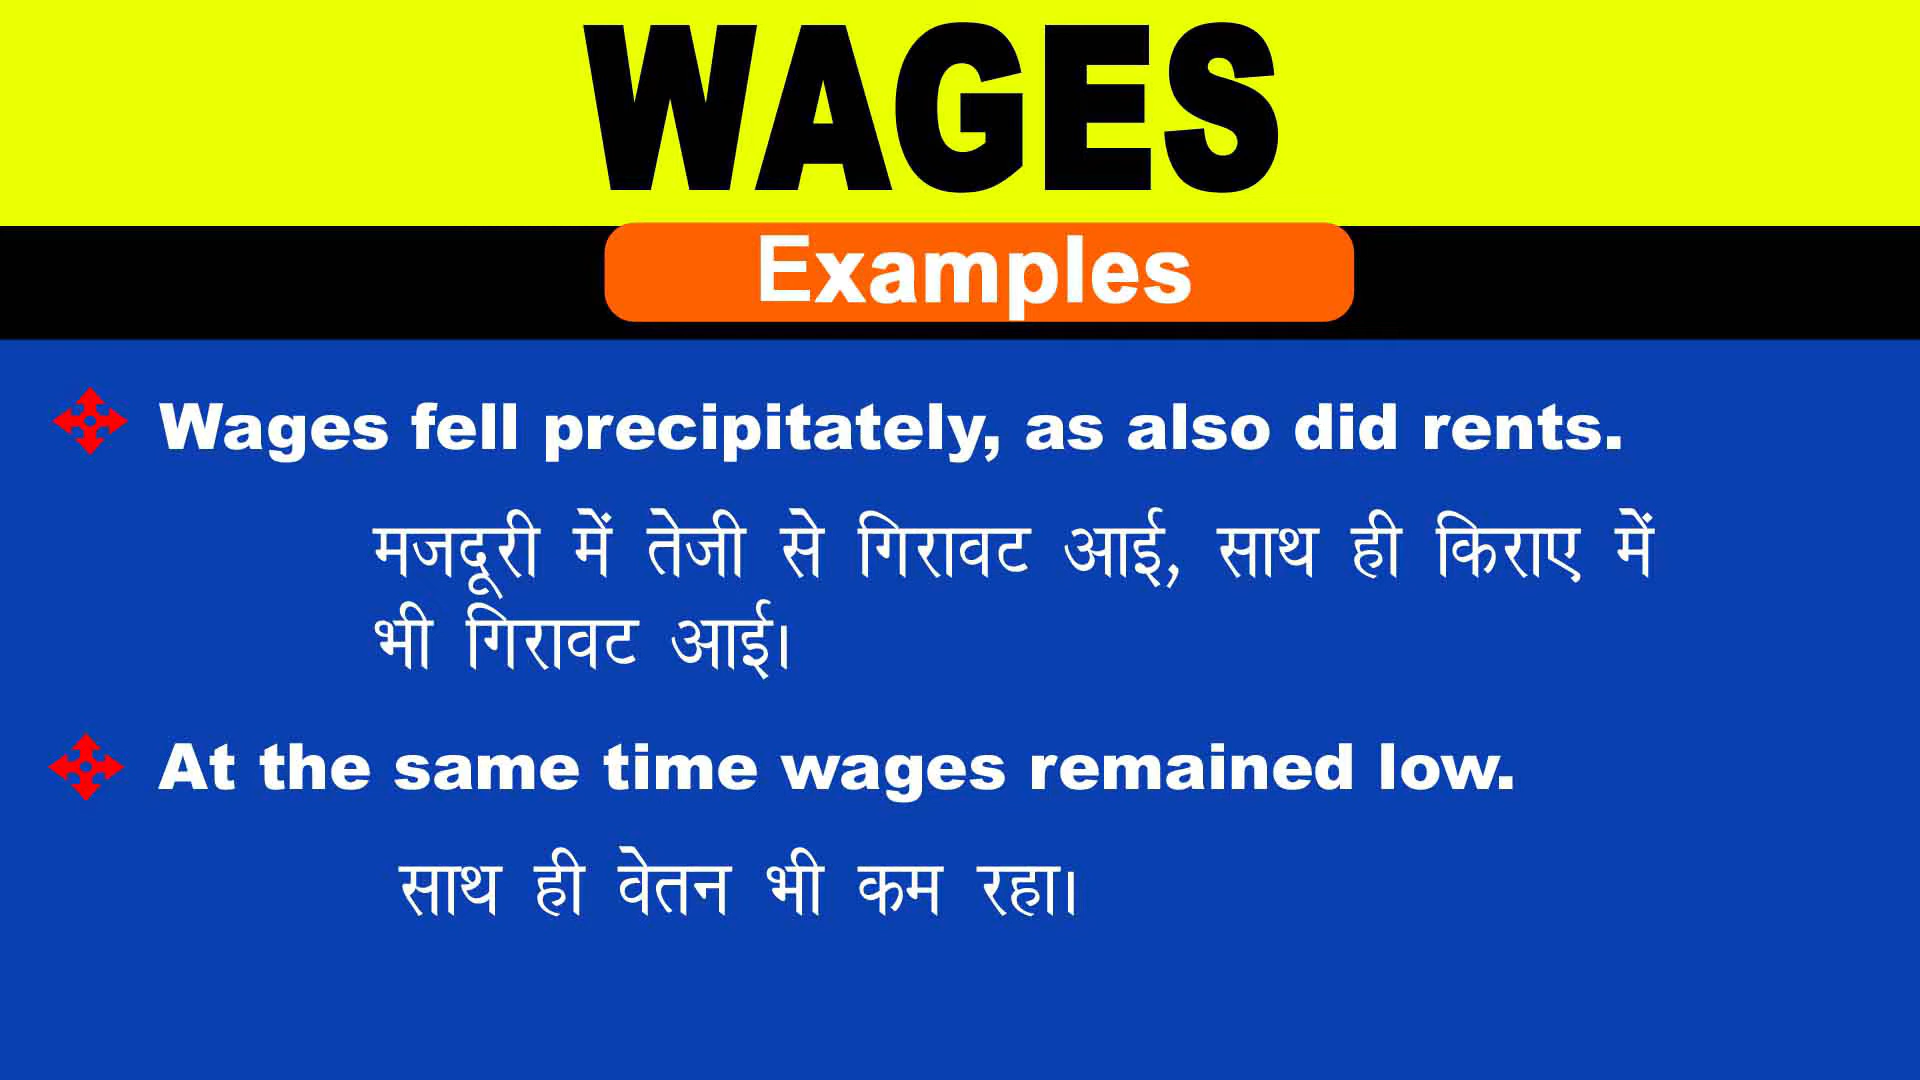 WAGES
Examples
Wages fell precipitately, as also did rents.
मजदूरी में तेजी से गिरावट आई, साथ ही किराए में
भी गिरावट आई।
At the same time wages remained low.
साथ ही वेतन भी कम रहा।